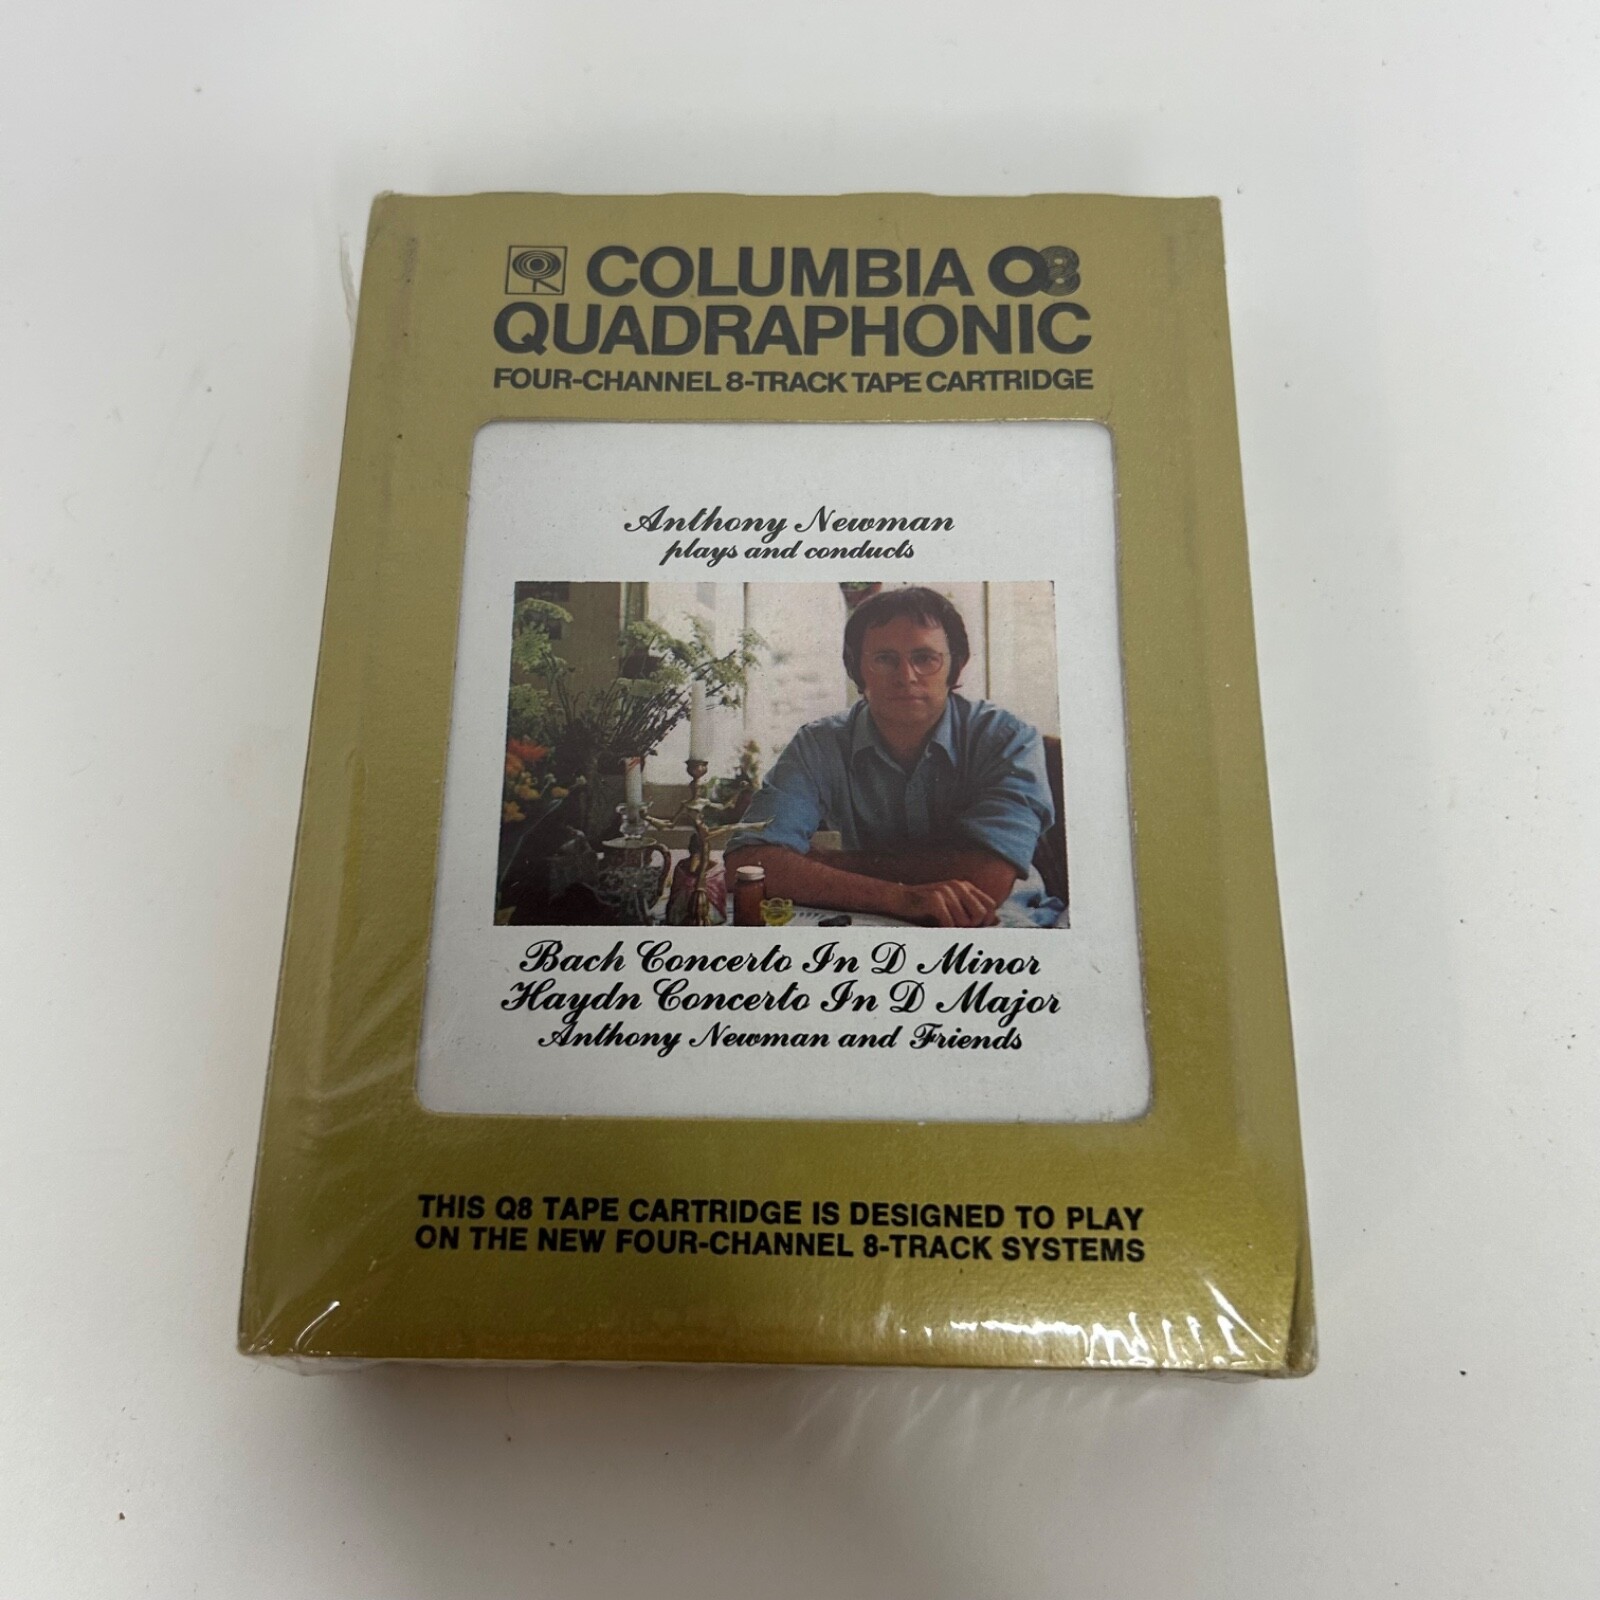 COLUMBIA Q8
QUADRAPHONIC
FOUR-CHANNEL 8-TRACK TAPE CARTRIDGE
Anthony Newman
plays and conducts
Bach Concerto In D Minor
Haydn Concerto In D Major
Anthony Newman and Friends
THIS Q8 TAPE CARTRIDGE IS DESIGNED TO PLAY
ON THE NEW FOUR-CHANNEL 8-TRACK SYSTEMS